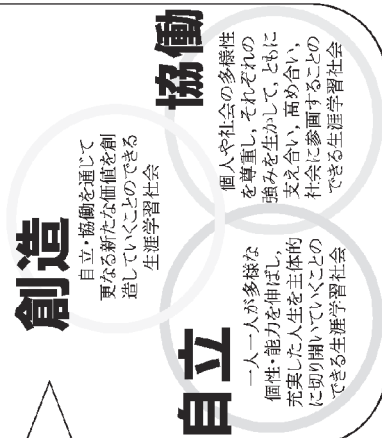 創造
自立・協働を通じて
更なる新たな価値を創
造していくことのできる
生涯学習社会
自立
一人一人が多様な
個性・能力を伸ばし，
充実した人生を主体的
に切り開いていくことの
できる生涯学習社会
協働
個人や社会の多様性
を尊重し，それぞれの
強みを生かして，ともに
支え合い，高め合い，
社会に参画することの
できる生涯学習社会